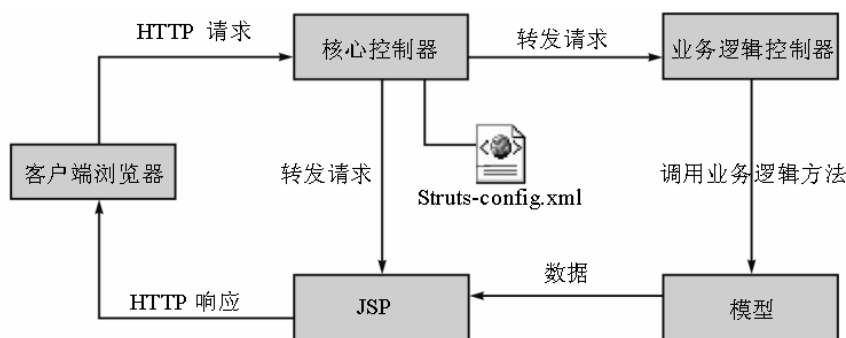 HTTP 请求
核心控制器
转发请求
业务逻辑控制器
客户端浏览器
转发请求
Struts-config.xml
调用业务逻辑方法
HTTP 响应
JSP
数据
模型